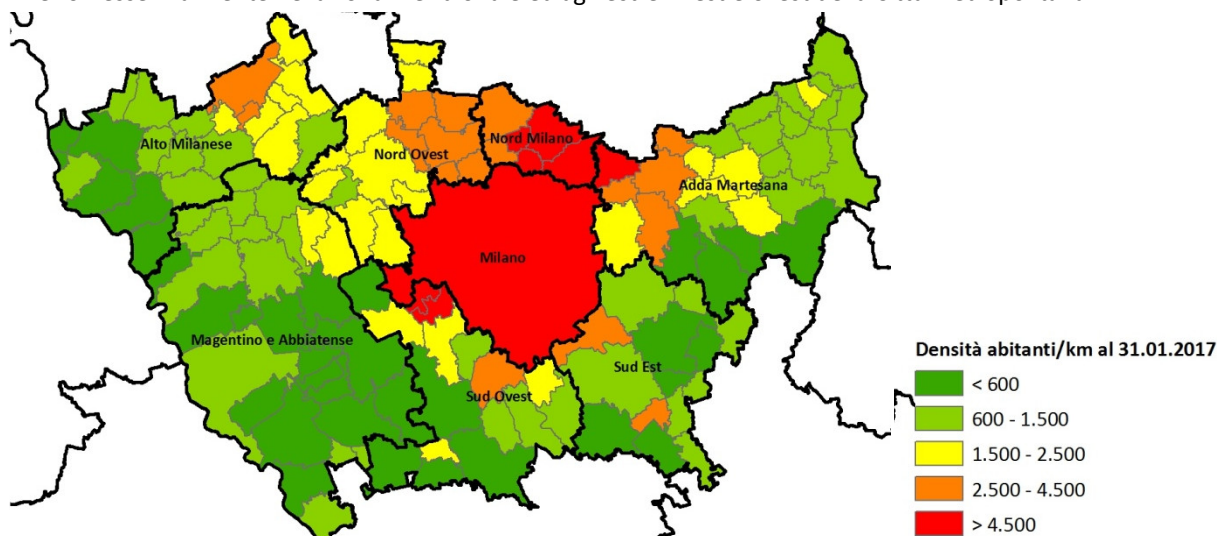 Alto Milanese
Nord Ovest
Nord Milano
Adda Martesana
Milano
Magentino e Abbiatense
Sud Est
Sud Ovest
Densità abitanti/km al 31.01.2017
< 600
600 - 1.500
1.500 - 2.500
2.500 - 4.500
> 4.500